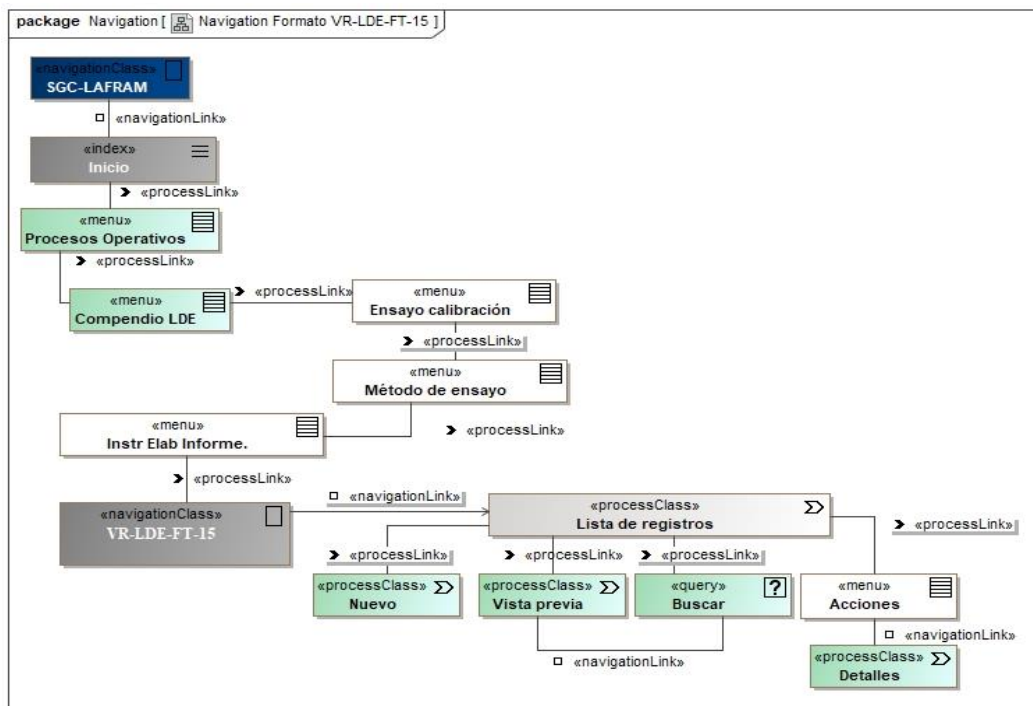 package Navigation [ Navigation Formato VR-LDE-FT-15 ]
«navigationClass»
SGC-LAFRAM
«navigationLink»
«index»
Inicio
«processLink»
«menu»
Procesos Operativos
«processLink»
«menu»
Compendio LDE
«processLink»
«menu»
Ensayo calibración
«processLink»
«menu»
Método de ensayo
«processLink»
«menu»
Instr Elab Informe.
«processLink»
«navigationClass»
VR-LDE-FT-15
«navigationLink»
«processClass»
Lista de registros
«processLink»
«processLink»
«processLink»
«processLink»
«processClass»
Nuevo
«processClass»
Vista previa
«query»
Buscar
?
«menu»
Acciones
«navigationLink»
«navigationLink»
«processClass»
Detalles